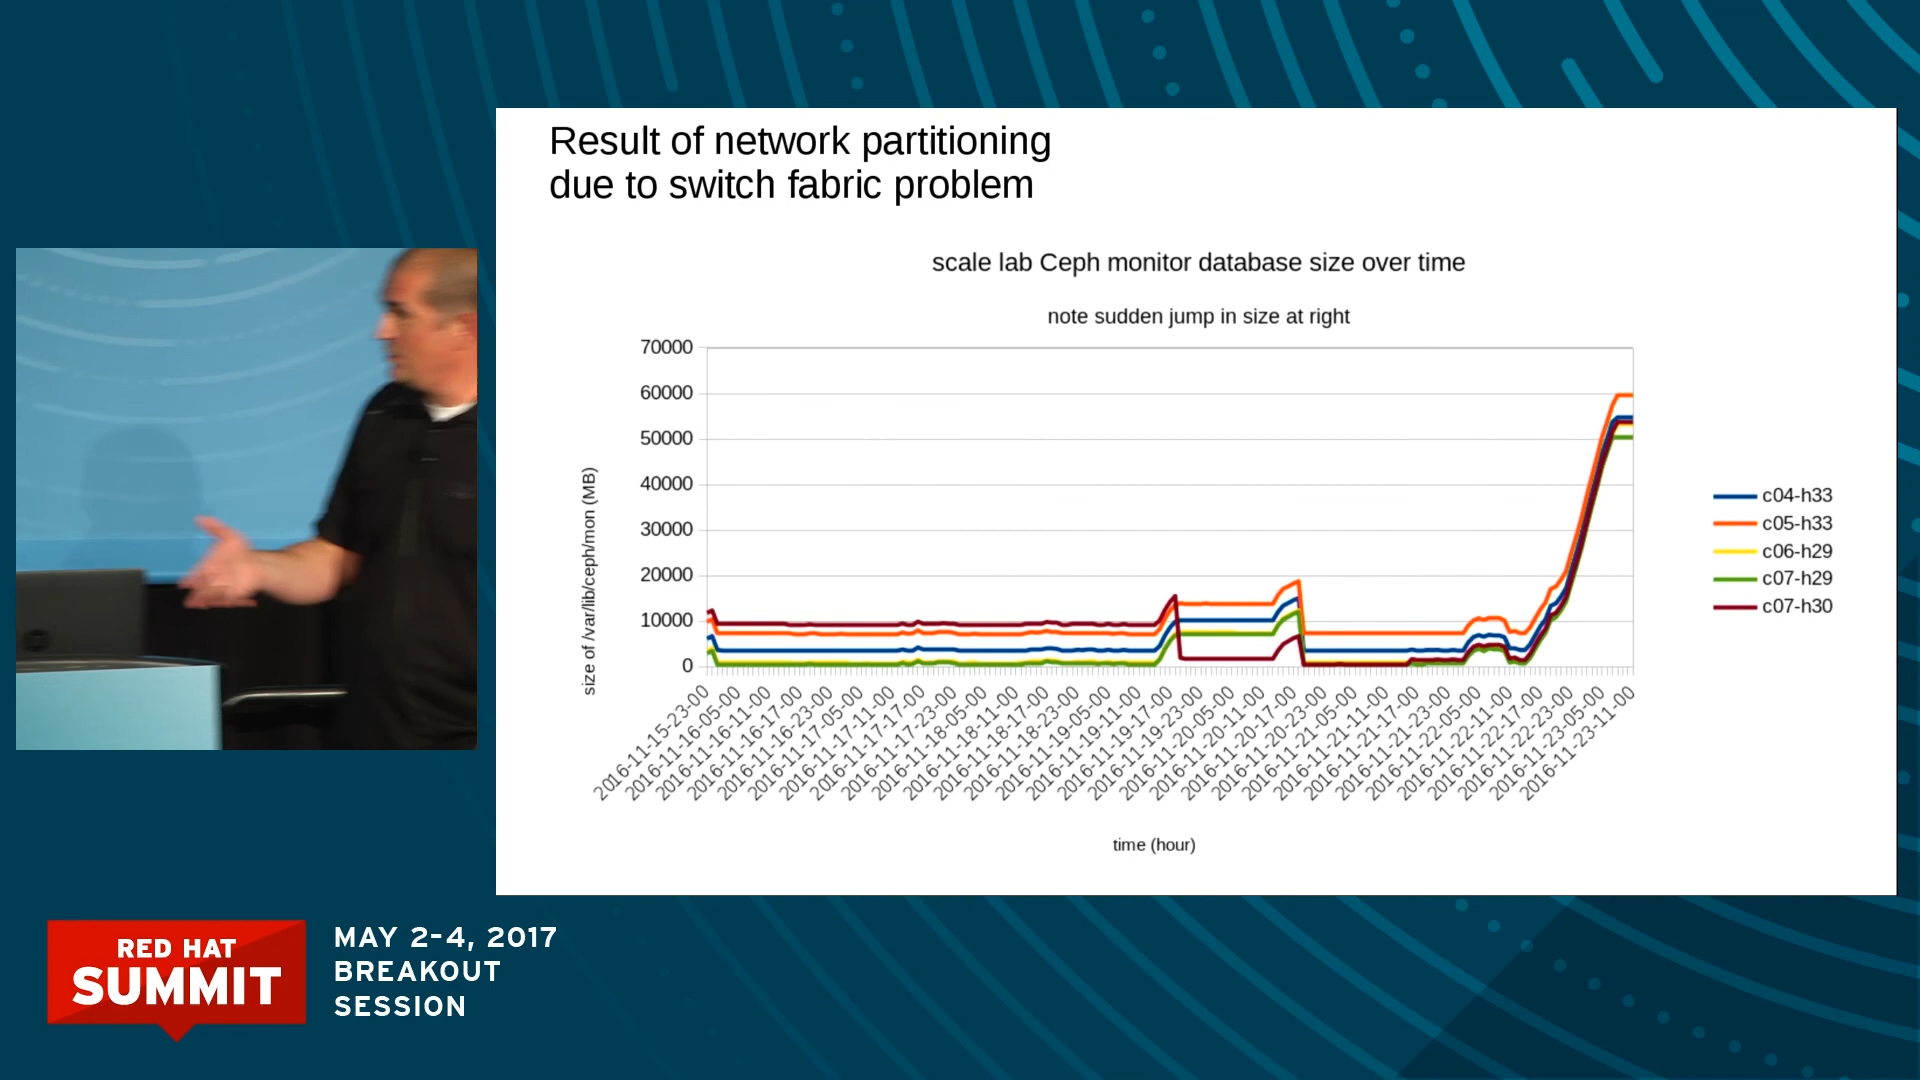 Result of network partitioning
due to switch fabric problem
scale lab Ceph monitor database size over time
note sudden jump in size at right
size of /var/lib/ceph/mon (MB)
70000
60000
50000
40000
30000
20000
10000
0
2016-11-15-23-00
2016-11-16-05-00
2016-11-16-11-00
2016-11-16-17-00
2016-11-16-23-00
2016-11-17-05-00
2016-11-17-11-00
2016-11-17-17-00
2016-11-17-23-00
2016-11-18-05-00
2016-11-18-11-00
2016-11-18-17-00
2016-11-18-23-00
2016-11-19-05-00
2016-11-19-11-00
2016-11-19-17-00
2016-11-19-23-00
2016-11-20-05-00
2016-11-20-11-00
2016-11-20-17-00
2016-11-20-23-00
2016-11-21-05-00
2016-11-21-11-00
2016-11-21-17-00
2016-11-21-23-00
2016-11-22-05-00
2016-11-22-11-00
2016-11-22-17-00
2016-11-22-23-00
2016-11-23-05-00
2016-11-23-11-00
time (hour)
c04-h33
c05-h33
c06-h29
c07-h29
c07-h30
RED HAT
SUMMIT
MAY 2-4, 2017
BREAKOUT
SESSION